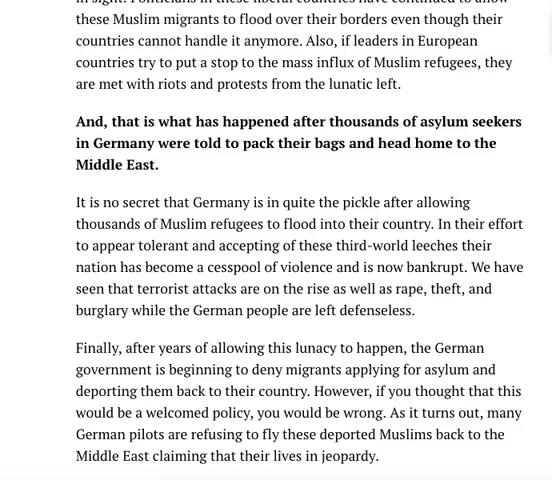 these Muslim migrants to flood over their borders even though their
countries cannot handle it anymore. Also, if leaders in European
countries try to put a stop to the mass influx of Muslim refugees, they
are met with riots and protests from the lunatic left.
And, that is what has happened after thousands of asylum seekers
in Germany were told to pack their bags and head home to the
Middle East.
It is no secret that Germany is in quite the pickle after allowing
thousands of Muslim refugees to flood into their country. In their effort
to appear tolerant and accepting of these third-world leeches their
nation has become a cesspool of violence and is now bankrupt. We have
seen that terrorist attacks are on the rise as well as rape, theft, and
burglary while the German people are left defenseless.
Finally, after years of allowing this lunacy to happen, the German
government is beginning to deny migrants applying for asylum and
deporting them back to their country. However, if you thought that this
would be a welcomed policy, you would be wrong. As it turns out, many
German pilots are refusing to fly these deported Muslims back to the
Middle East claiming that their lives in jeopardy.